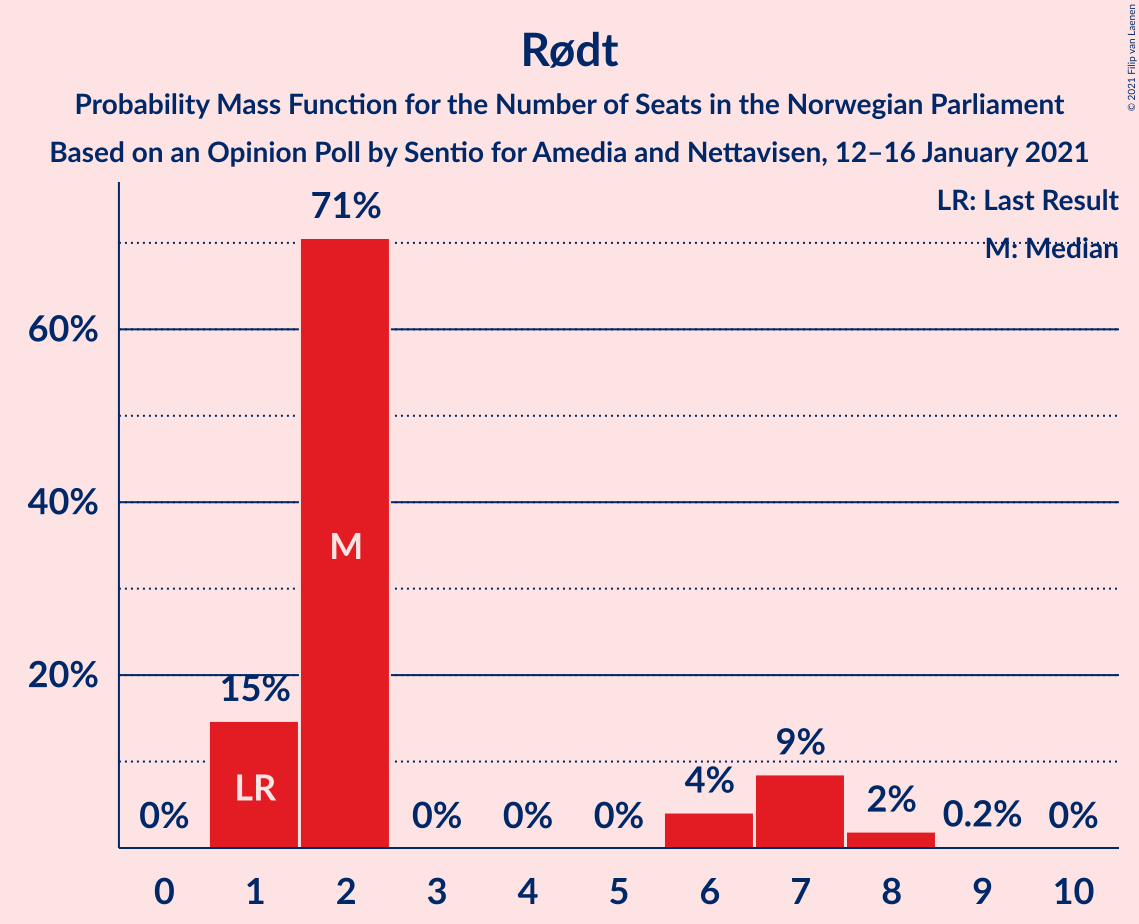 Rødt
Probability Mass Function for the Number of Seats in the Norwegian Parliament
Based on an Opinion Poll by Sentio for Amedia and Nettavisen, 12–16 January 2021
© 2021 Filip van Laenen
LR: Last Result
M: Median
71%
60%
40%
M
20%
15%
LR
9%
4%
2%
0% 0% 0% 0% 0.2% 0%
0 1 2 3 4 5 6 7 8 9 10